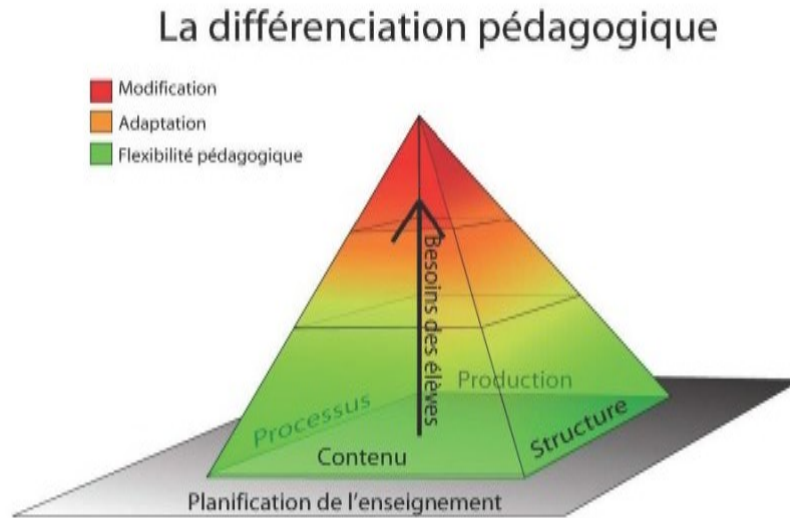 La différenciation pédagogique
Modification
Adaptation
Flexibilité pédagogique
Besoins des élèves
Production
Processus
Structure
Contenu
Planification de l'enseignement